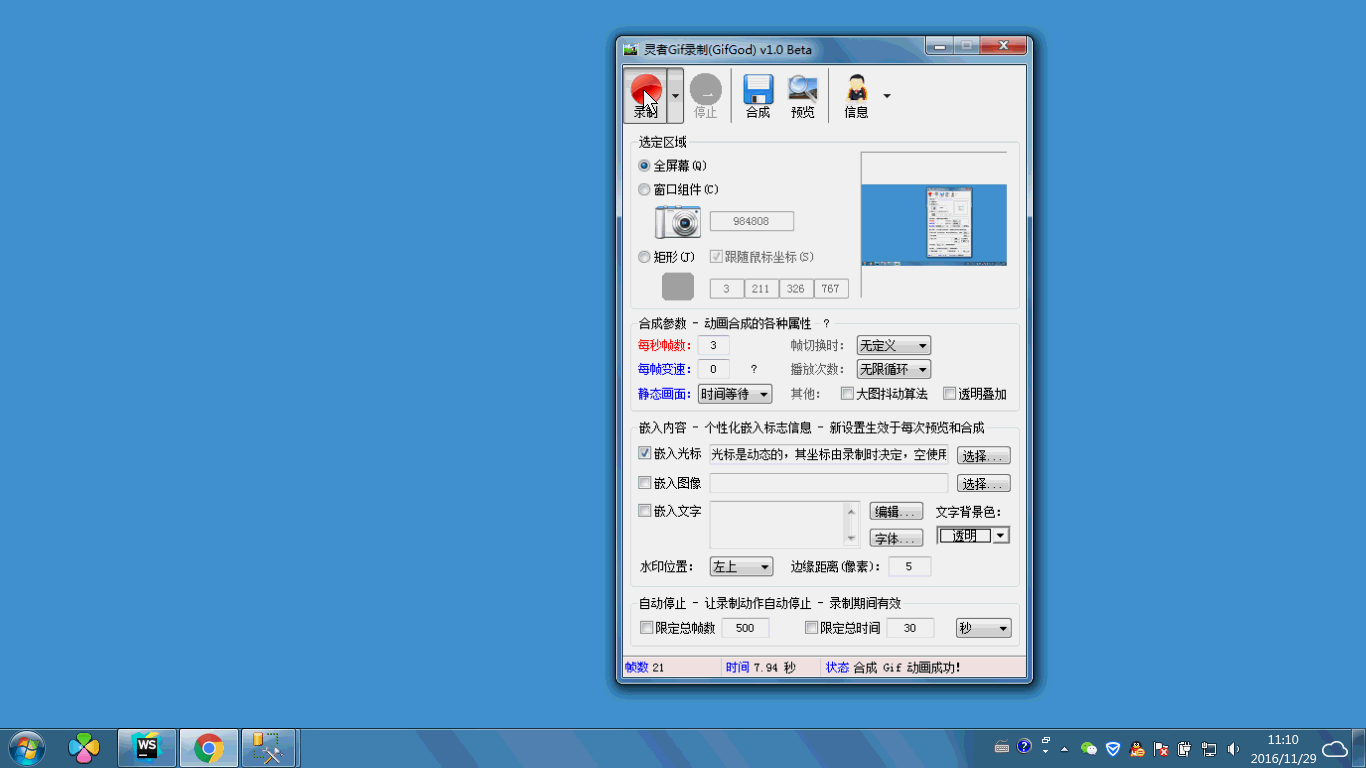 灵者Gif录制(GifGod) v1.0 Beta
录制 停止 合成 预览 信息
选定区域
全屏幕(Q)
窗口组件(C)
984808
矩形(J) 跟随鼠标坐标(S)
3 211 326 767
合成参数 - 动画合成的各种属性 ?
每秒帧数: 3 帧切换时: 无定义
每帧变速: 0 ? 播放次数: 无限循环
静态画面: 时间等待 其他: 大图抖动算法 透明叠加
嵌入内容 - 个性化嵌入标志信息 - 新设置生效于每次预览和合成
嵌入光标 光标是动态的，其坐标由录制时决定，空使用 选择...
嵌入图像 选择...
嵌入文字 编辑... 文字背景色:
字体... 透明
水印位置: 左上 边缘距离(像素): 5
自动停止 - 让录制动作自动停止 - 录制期间有效
限定总帧数 500 限定总时间 30 秒
帧数 21 时间 7.94 秒 状态 合成 Gif 动画成功!
WS
11:10
2016/11/29